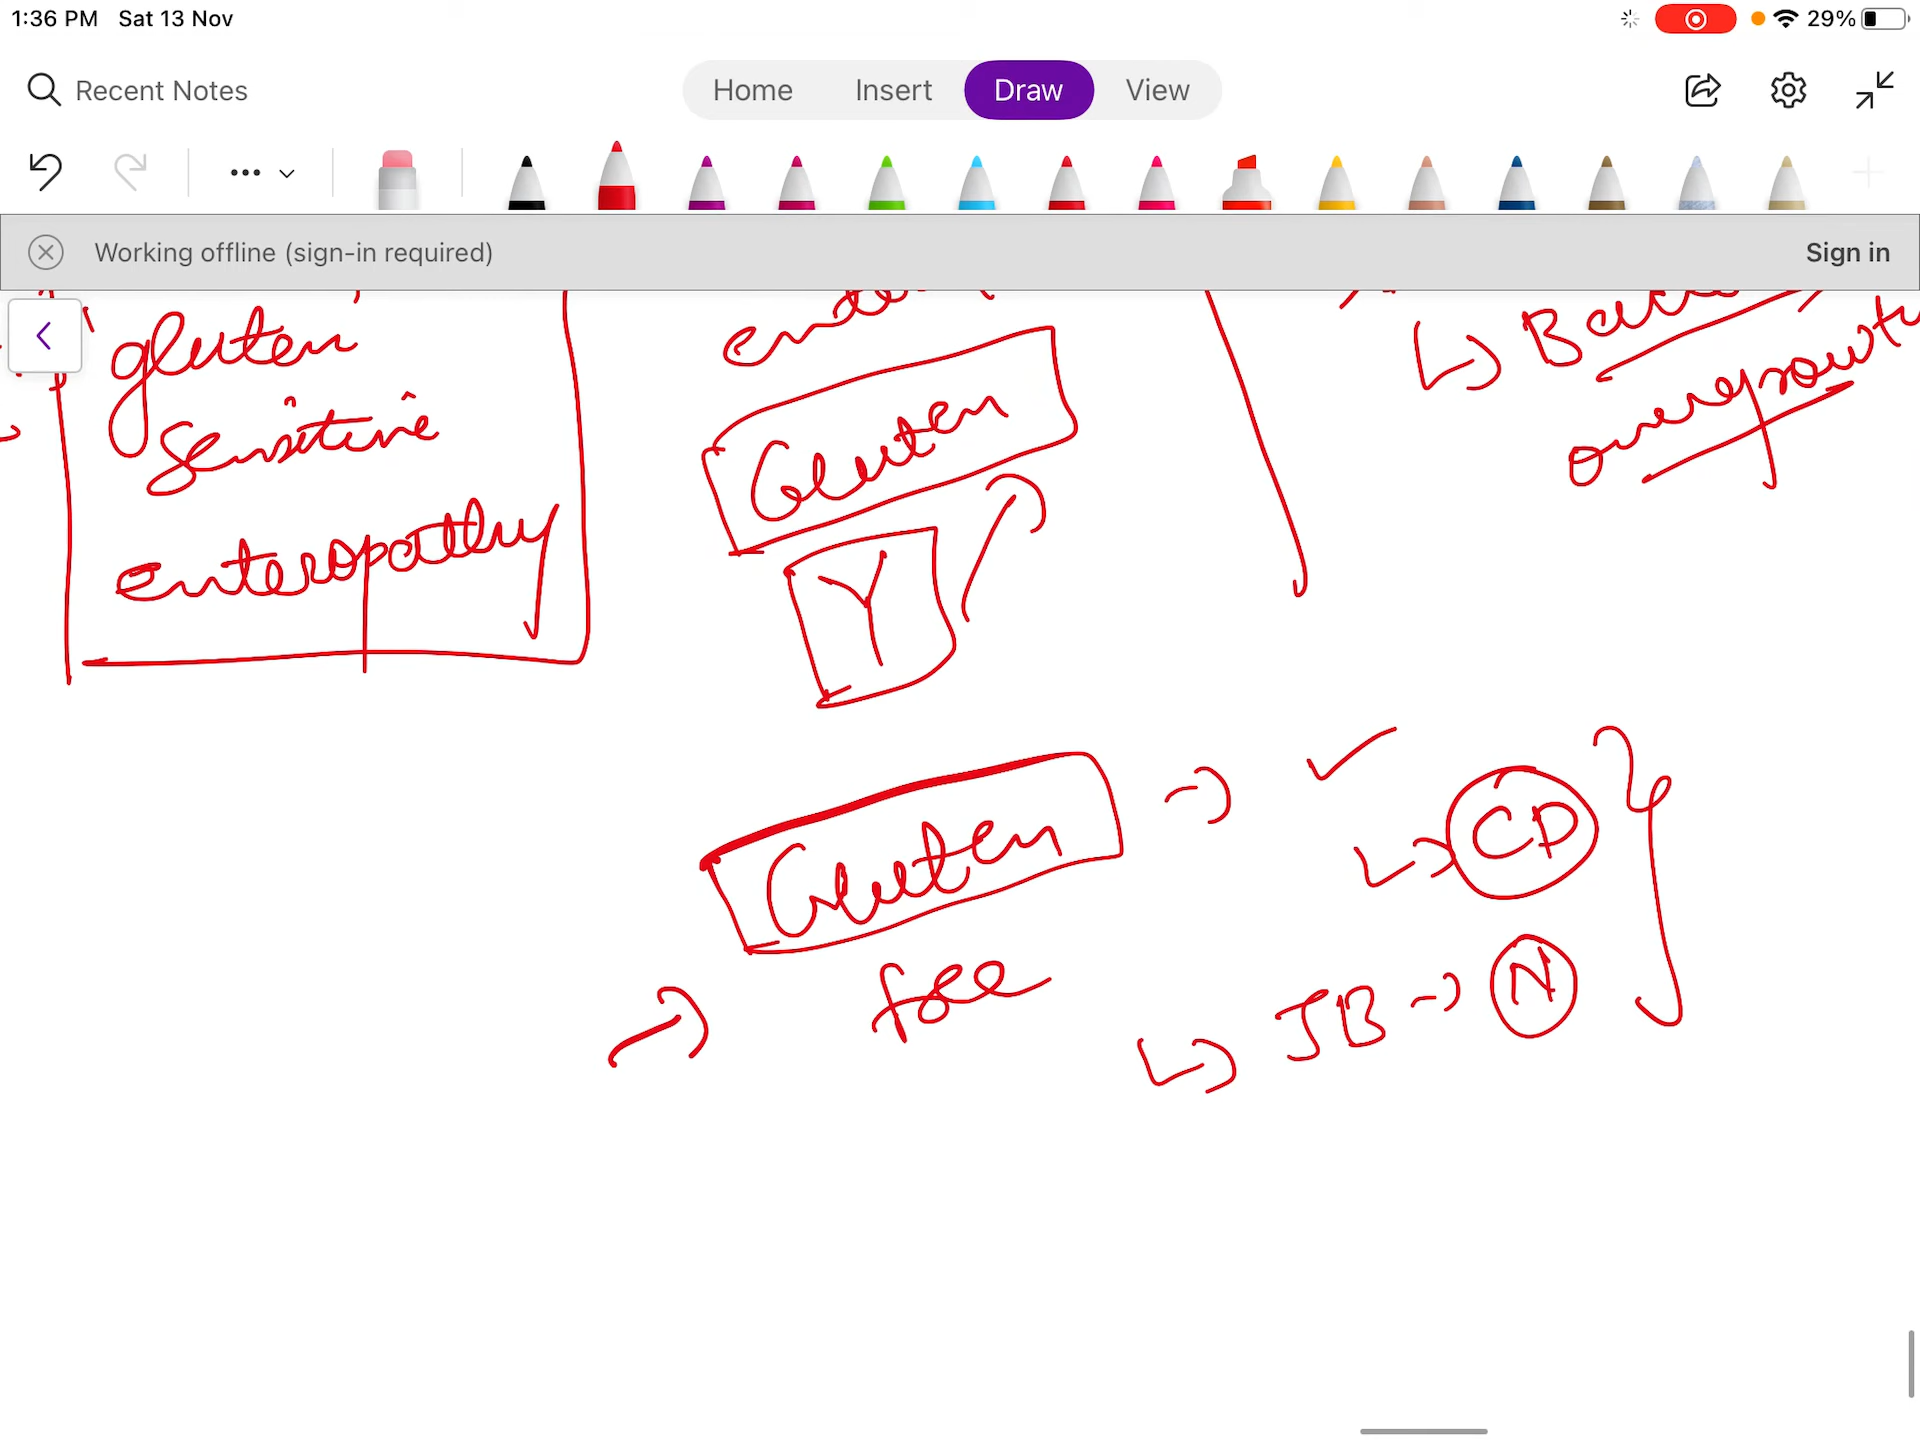 1:36 PM Sat 13 Nov
29%
Recent Notes
Home Insert Draw View
Working offline (sign-in required)
Sign in
gluten
sensitive
enteropathy
Gluten
Y
overgrowth
Gluten
free
CD
JB → N